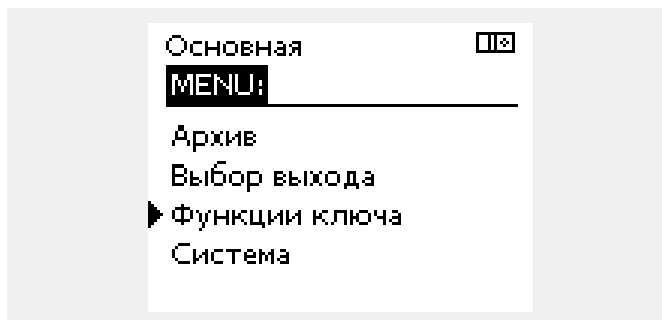 Основная
MENU:
Архив
Выбор выхода
Функции ключа
Система